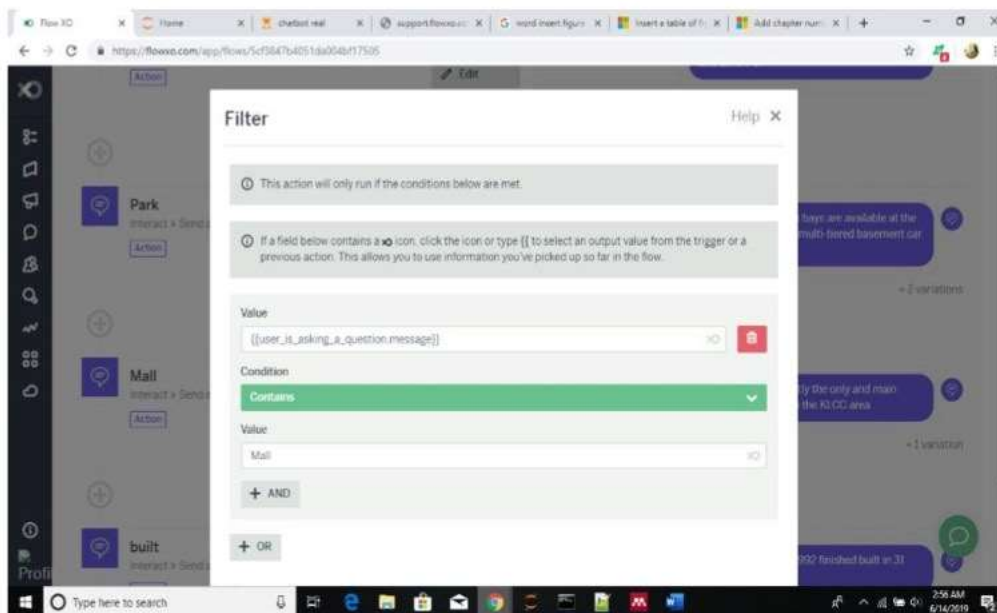 Flow XO
Home
chatbot real
support.flowxo.co
word insert figure
Insert a table of fi
Add chapter num
https://flowxo.com/app/flows/
Action
Edit
Filter
Help
This action will only run if the conditions below are met.
If a field below contains a xo icon, click the icon or type {{ to select an output value from the trigger or a
previous action. This allows you to use information you've picked up so far in the flow.
Park
Interact > Send
Action
bays are available at the
multi-tiered basement car
+ 2 variations
Value
{{user_is_asking_a_question.message}}
Condition
Contains
Value
Mall
+ AND
+ OR
Mall
Interact > Send
Action
tly the only and main
the KLCC area
+ 1 variation
built
Interact > Send
992 finished built in 31
Profi
Type here to search
2:56 AM
6/14/2019